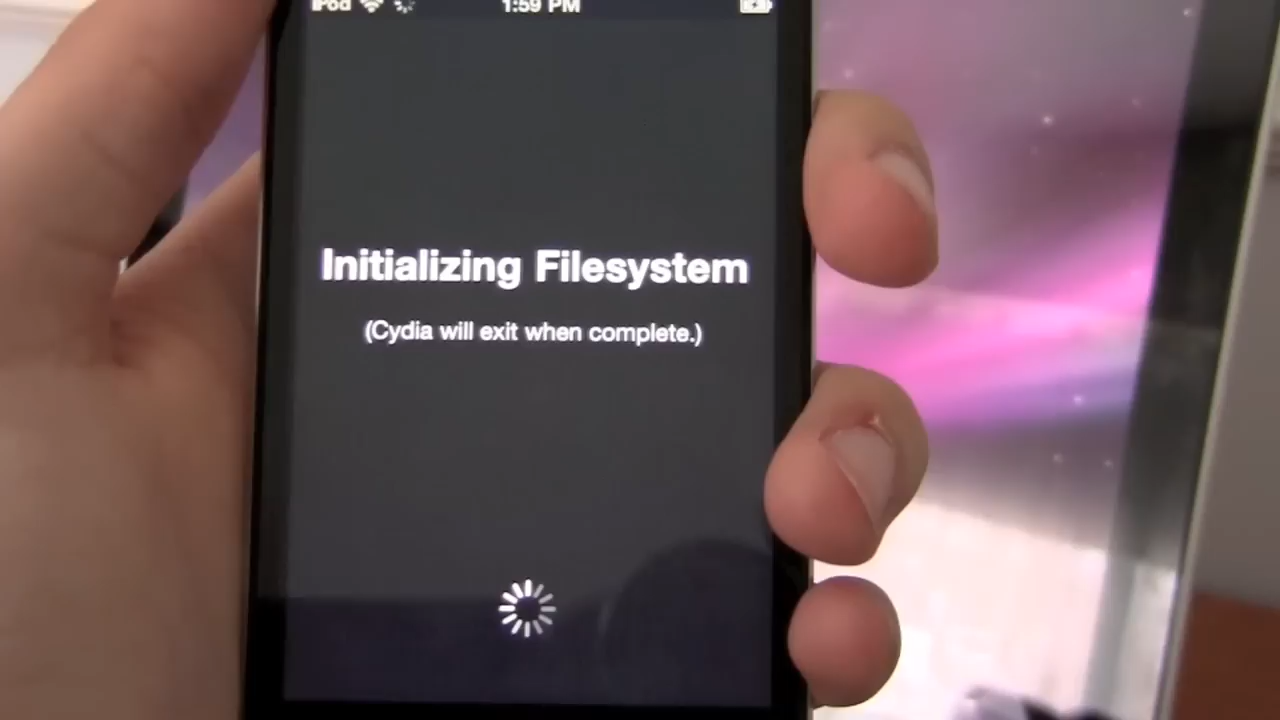 iPod 1:59 PM
Initializing Filesystem
(Cydia will exit when complete.)